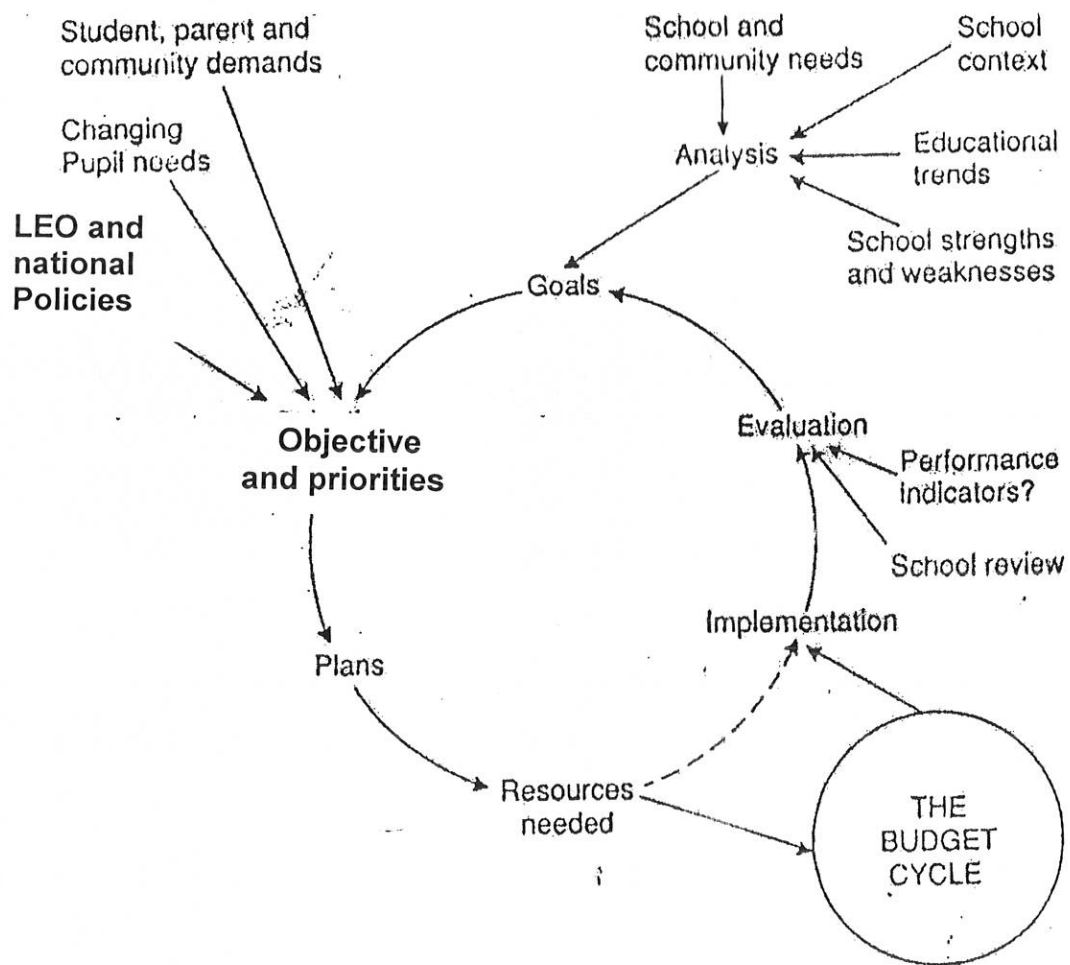 Student, parent and
community demands
School and
community needs
School
context
Changing
Pupil needs
Analysis
Educational
trends
LEO and
national
Policies
School strengths
and weaknesses
Goals
Evaluation
Objective
and priorities
Performance
Indicators?
School review
Implementation
Plans
Resources
needed
THE
BUDGET
CYCLE